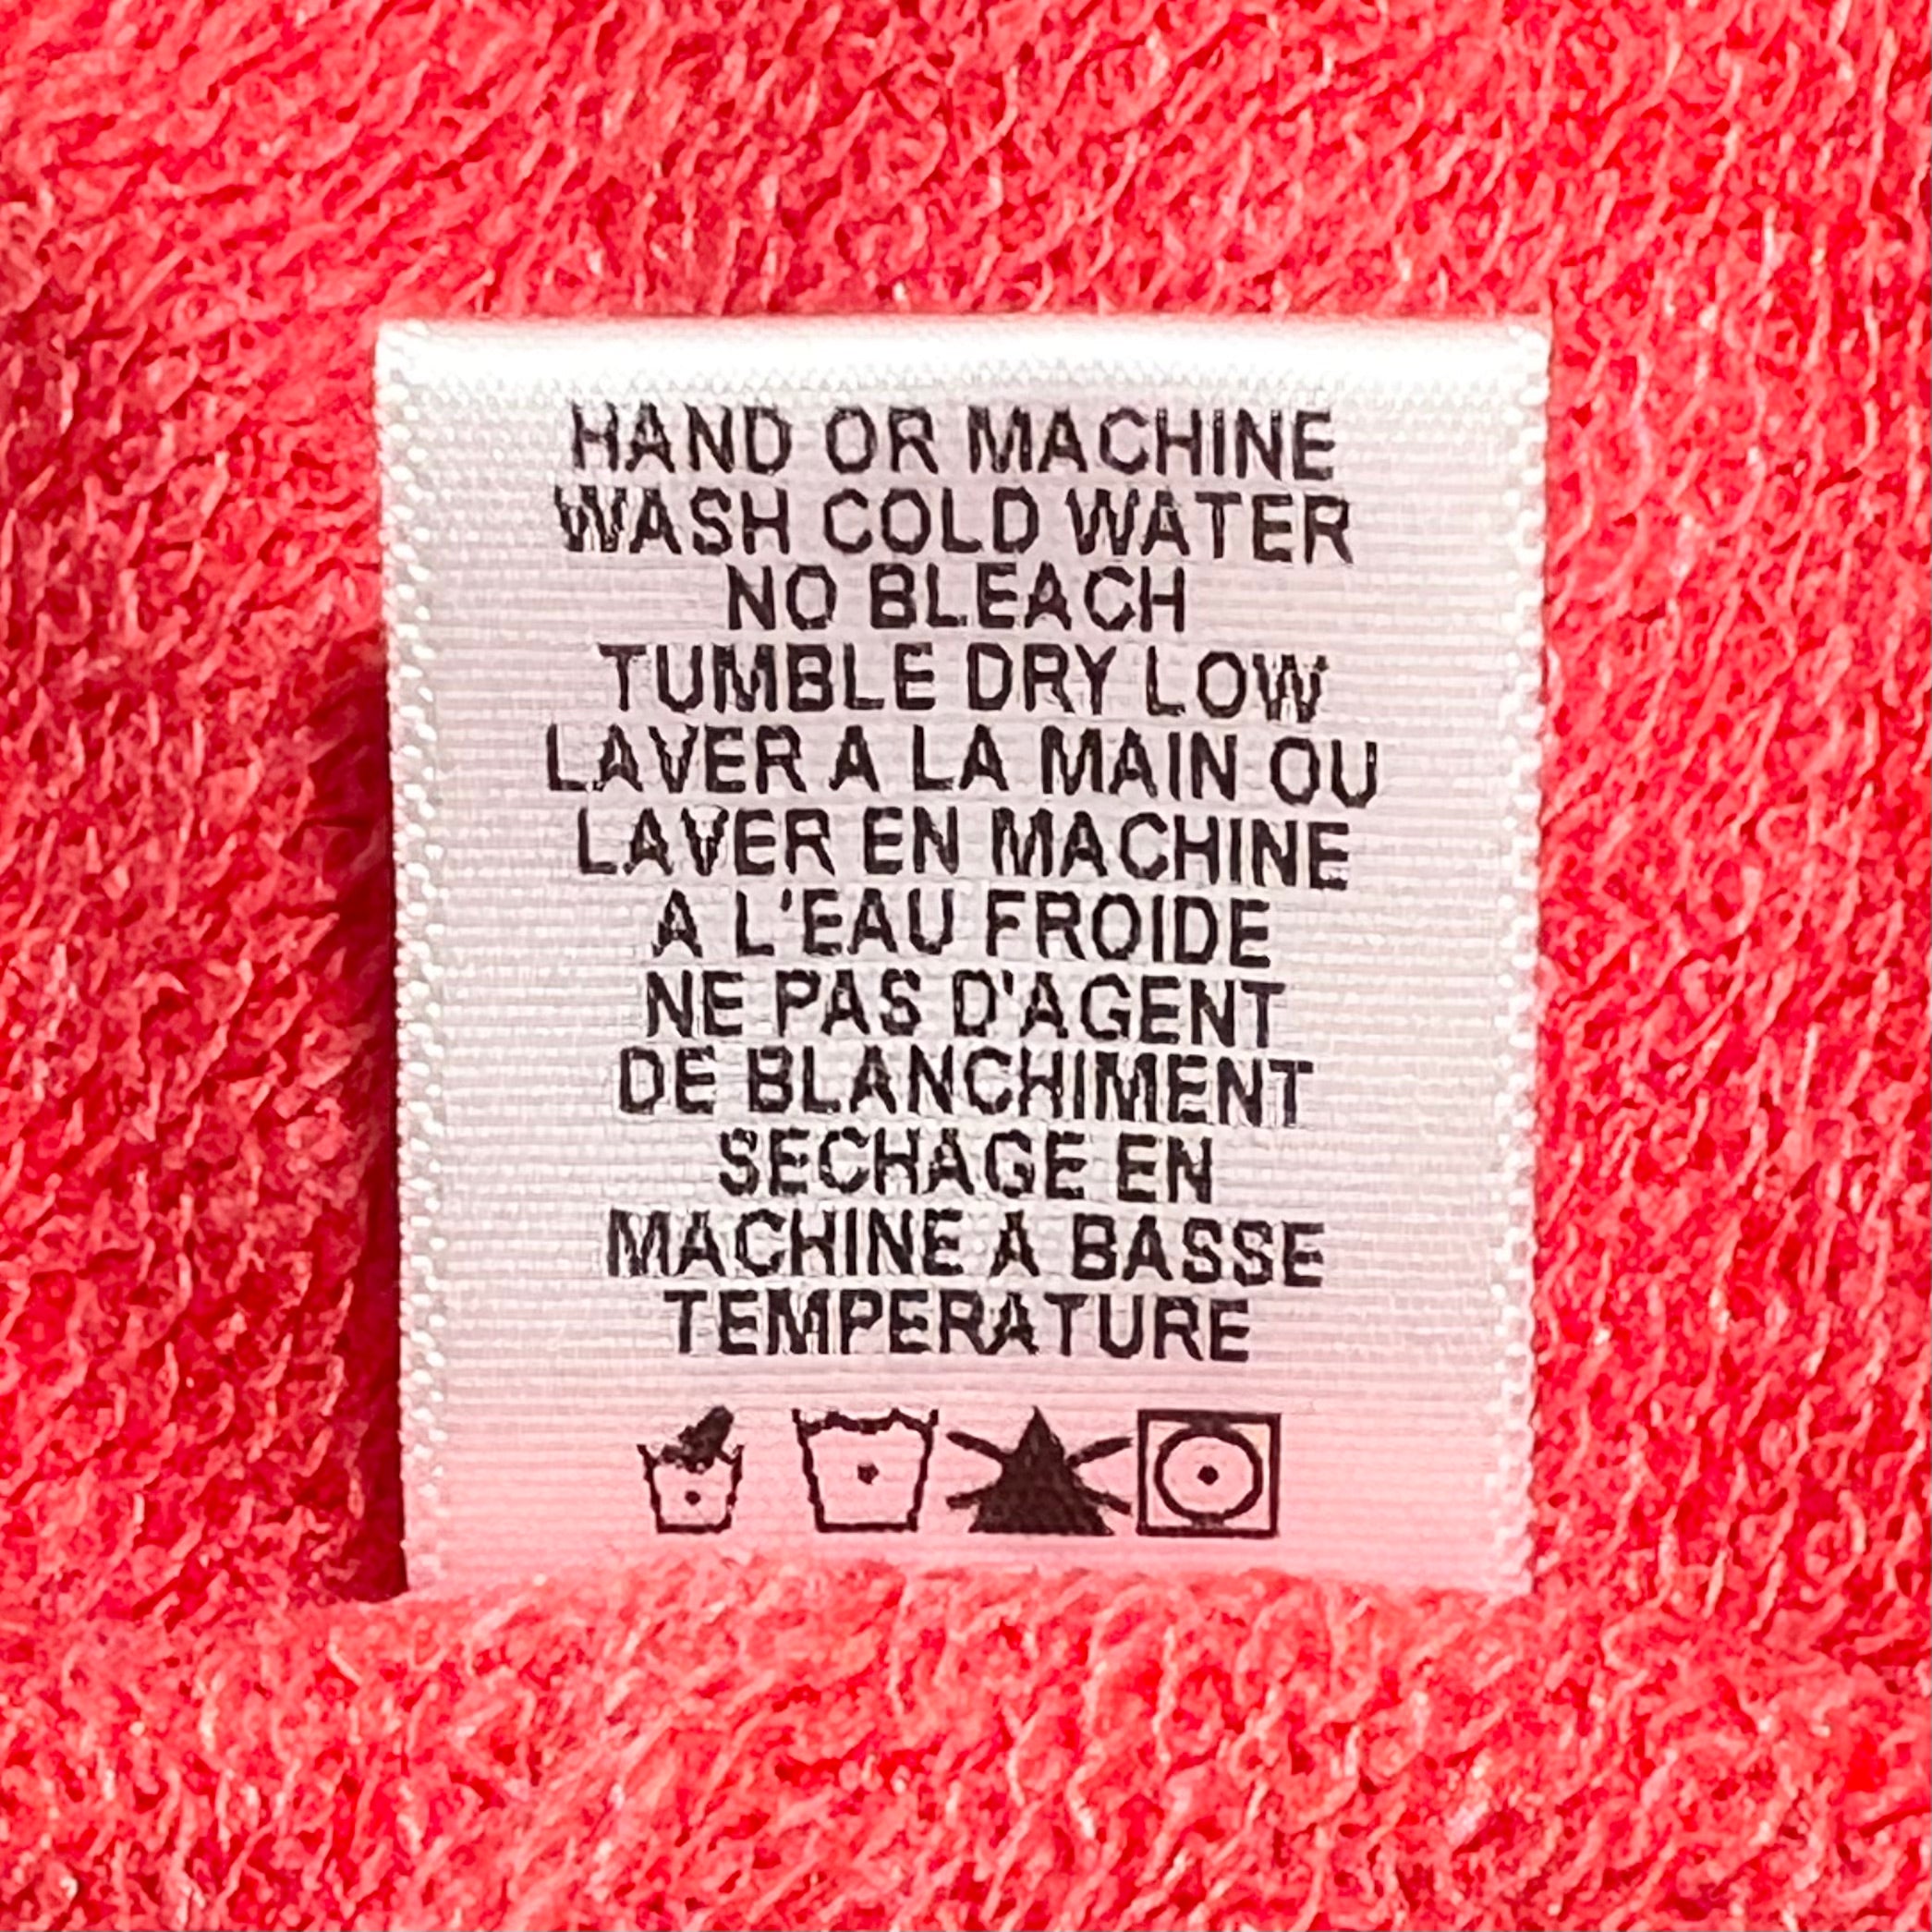 HAND OR MACHINE
WASH COLD WATER
NO BLEACH
TUMBLE DRY LOW
LAVER A LA MAIN OU
LAVER EN MACHINE
A L'EAU FROIDE
NE PAS D'AGENT
DE BLANCHIMENT
SECHAGE EN
MACHINE A BASSE
TEMPERATURE